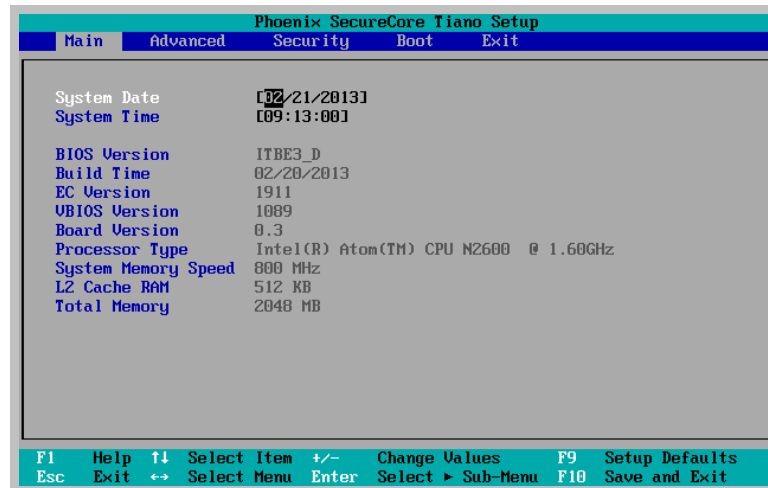 Phoenix SecureCore Tiano Setup
Main Advanced Security Boot Exit
System Date [02/21/2013]
System Time [09:13:00]
BIOS Version ITBE3_D
Build Time 02/20/2013
EC Version 1911
VBIOS Version 1089
Board Version 0.3
Processor Type Intel(R) Atom(TM) CPU N2600 @ 1.60GHz
System Memory Speed 800 MHz
L2 Cache RAM 512 KB
Total Memory 2048 MB
F1 Help ↑↓ Select Item +/- Change Values F9 Setup Defaults
Esc Exit ↔ Select Menu Enter Select ► Sub-Menu F10 Save and Exit